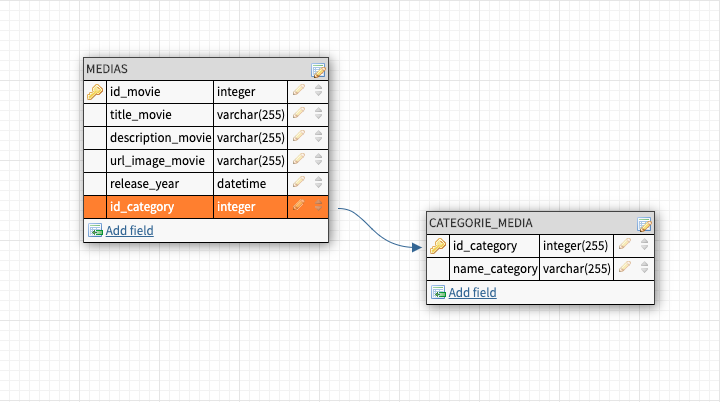 MEDIAS
id_movie integer
title_movie varchar(255)
description_movie varchar(255)
url_image_movie varchar(255)
release_year datetime
id_category integer
Add field
CATEGORIE_MEDIA
id_category integer(255)
name_category varchar(255)
Add field